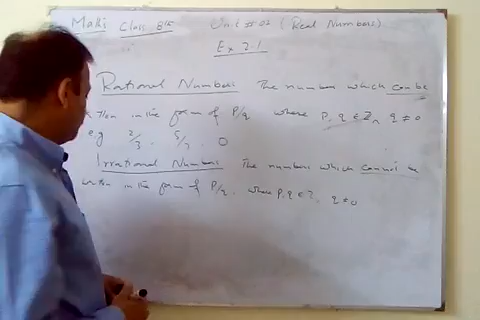 Maths Class 8th Unit # 02 (Real Numbers)
Ex 2.1
Rational Numbers The number which can be
written in the form of P/q where P, q ∈ Z ∧ q ≠ 0
e.g 2/3, 5/7, 0
Irrational Numbers The numbers which cannot be
written in the form of P/q, where P, q ∈ Z, q ≠ 0